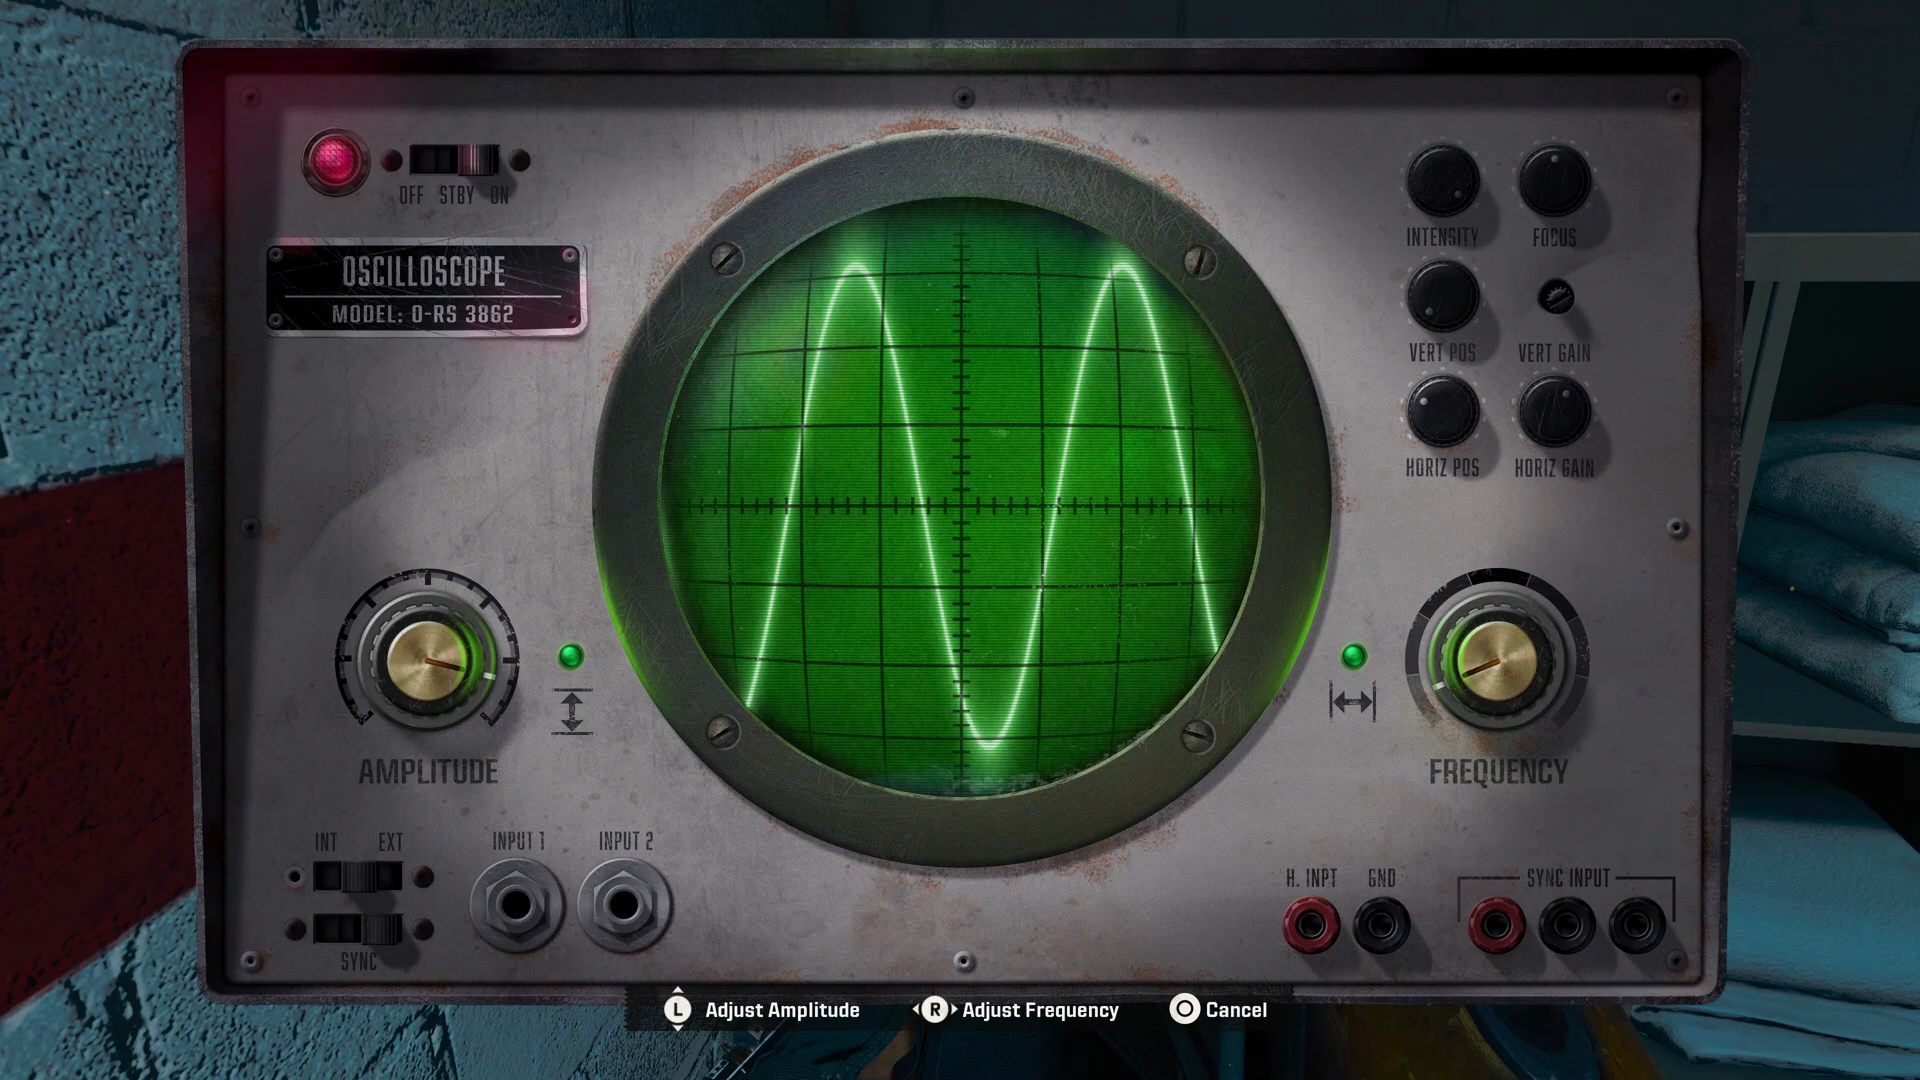 OFF STBY ON
OSCILLOSCOPE
MODEL: O-RS 3862
INTENSITY
FOCUS
VERT POS
VERT GAIN
HORIZ POS
HORIZ GAIN
AMPLITUDE
FREQUENCY
INT
EXT
SYNC
INPUT 1
INPUT 2
H. INPT
GND
SYNC INPUT
L Adjust Amplitude
R Adjust Frequency
Cancel